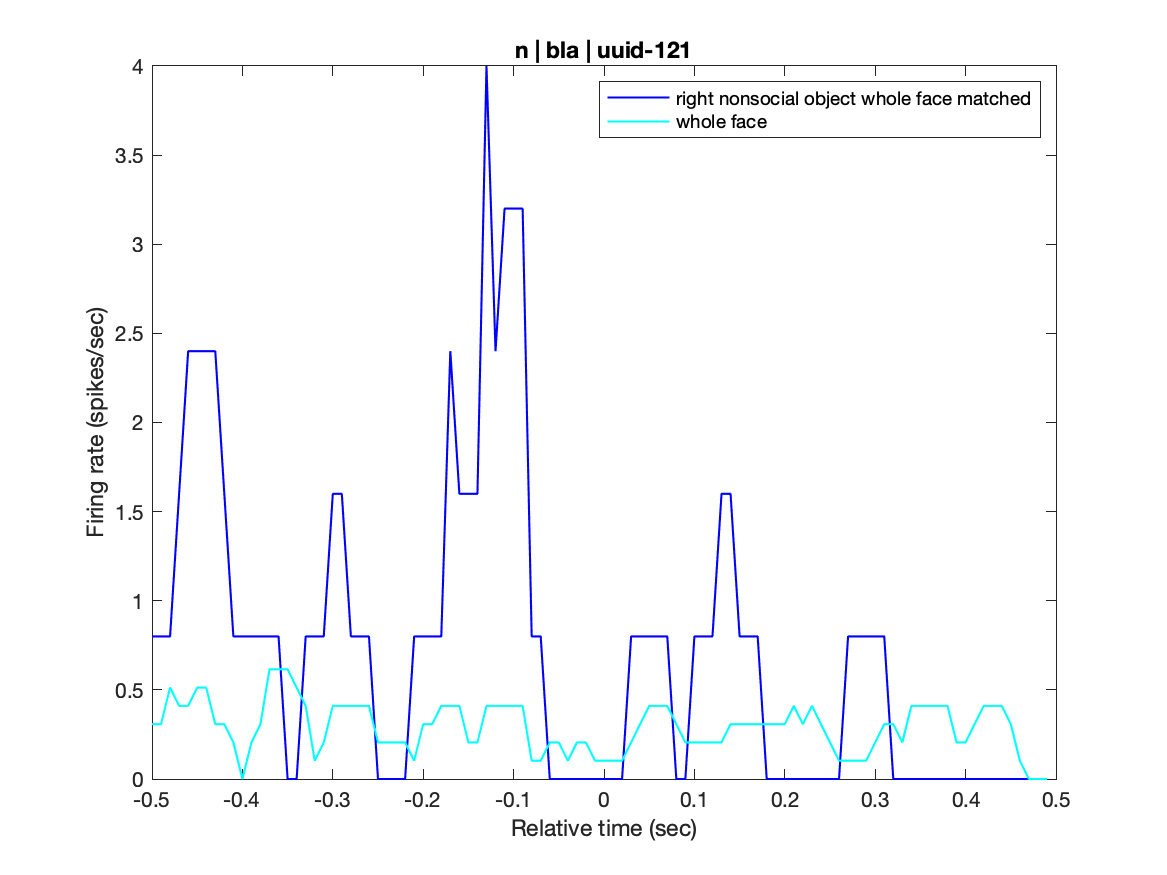 n | bla | uuid-121
right nonsocial object whole face matched
whole face
4
3.5
3
2.5
2
1.5
1
0.5
0
Firing rate (spikes/sec)
-0.5 -0.4 -0.3 -0.2 -0.1 0 0.1 0.2 0.3 0.4 0.5
Relative time (sec)